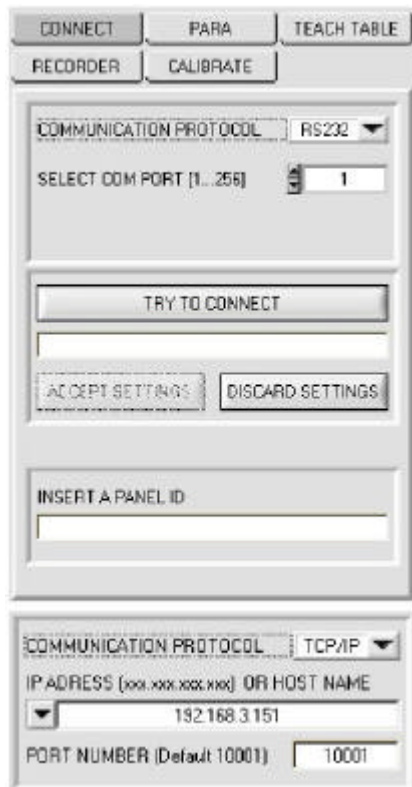 CONNECT PARA TEACH TABLE
RECORDER CALIBRATE
COMMUNICATION PROTOCOL RS232
SELECT COM PORT (1...256) 1
TRY TO CONNECT
ACCEPT SETTINGS DISCARD SETTINGS
INSERT A PANEL ID
COMMUNICATION PROTOCOL TCP/IP
IP ADRESS (xxx.xxx.xxx.xxx) OR HOST NAME
192.168.3.151
PORT NUMBER (Default 10001) 10001